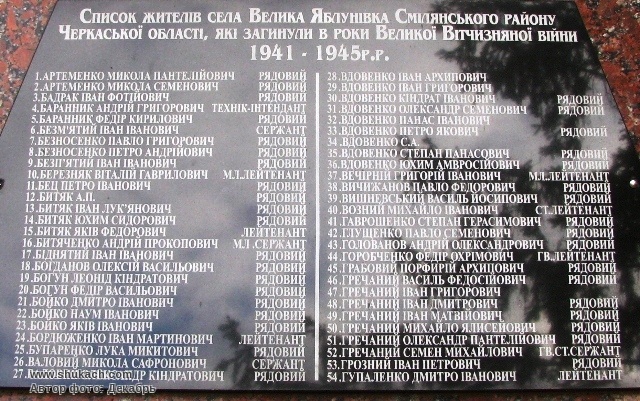 Список жителів села Велика Яблунівка Смілянського району
Черкаської області, які загинули в роки Великої Вітчизняної війни
1941 - 1945р.р.
1.АРТЕМЕНКО МИКОЛА ПАНТЕЛІЙОВИЧ РЯДОВИЙ
2.АРТЕМЕНКО МИКОЛА СЕМЕНОВИЧ РЯДОВИЙ
3.БАДРАК ІВАН ФОТІЙОВИЧ РЯДОВИЙ
4.БАРАННИК АНДРІЙ ГРИГОРОВИЧ ТЕХНІК-ІНТЕНДАНТ
5.БАРАННИК ФЕДІР КИРИЛОВИЧ РЯДОВИЙ
6.БЕЗМ'ЯТИЙ ІВАН ІВАНОВИЧ СЕРЖАНТ
7.БЕЗНОСЕНКО ПАВЛО ГРИГОРОВИЧ РЯДОВИЙ
8.БЕЗНОСЕНКО ПЕТРО АНДРІЙОВИЧ РЯДОВИЙ
9.БЕЗП'ЯТИЙ ІВАН ІВАНОВИЧ РЯДОВИЙ
10.БЕРЕЗНЯК ВІТАЛІЙ ГАВРИЛОВИЧ МЛ.ЛЕЙТЕНАНТ
11.БЕЦ ПЕТРО ІВАНОВИЧ РЯДОВИЙ
12.БИТЯК А.П. РЯДОВИЙ
13.БИТЯК ІВАН ЛУК'ЯНОВИЧ РЯДОВИЙ
14.БИТЯК ЮХИМ СИДОРОВИЧ РЯДОВИЙ
15.БИТЯК ЯКІВ ФЕДОРОВИЧ ЛЕЙТЕНАНТ
16.БИТЯЧЕНКО АНДРІЙ ПРОКОПОВИЧ МЛ.СЕРЖАНТ
17.БІДНЯТИЙ ІВАН ІВАНОВИЧ РЯДОВИЙ
18.БОГДАНОВ ОЛЕКСІЙ ВАСИЛЬОВИЧ РЯДОВИЙ
19.БОГУН ЛЕОНІД КІНДРАТОВИЧ РЯДОВИЙ
20.БОГУН ФЕДІР ВАСИЛЬОВИЧ РЯДОВИЙ
21.БОЙКО ДМИТРО ІВАНОВИЧ РЯДОВИЙ
22.БОЙКО НАУМ ІВАНОВИЧ РЯДОВИЙ
23.БОЙКО ЯКІВ ІВАНОВИЧ РЯДОВИЙ
24.БОРДЮЖЕНКО ІВАН МАРТИНОВИЧ ЛЕЙТЕНАНТ
25.БУПАРЕНКО ЛУКА МИКИТОВИЧ РЯДОВИЙ
26.ВАЛОВИЙ МИКОЛА САФРОНОВИЧ СЕРЖАНТ
27. КІНДРАТОВИЧ РЯДОВИЙ
28.ВДОВЕНКО ІВАН АРХИПОВИЧ
29.ВДОВЕНКО ІВАН ГРИГОРОВИЧ
30.ВДОВЕНКО КІНДРАТ ІВАНОВИЧ РЯДОВИЙ
31.ВДОВЕНКО ОЛЕКСАНДР СЕМЕНОВИЧ РЯДОВИЙ
32.ВДОВЕНКО ПАНАС ІВАНОВИЧ
33.ВДОВЕНКО ПЕТРО ЯКОВИЧ РЯДОВИЙ
34.ВДОВЕНКО С.А.
35.ВДОВЕНКО СТЕПАН ПАНАСОВИЧ РЯДОВИЙ
36.ВДОВЕНКО ЮХИМ АМВРОСІЙОВИЧ РЯДОВИЙ
37.ВЕЧІРНІЙ ГРИГОРІЙ ІВАНОВИЧ МЛ.ЛЕЙТЕНАНТ
38.ВИЧИЖАНОВ ПАВЛО ФЕДОРОВИЧ РЯДОВИЙ
39.ВИШНЕВСЬКИЙ ВАСИЛЬ ЙОСИПОВИЧ РЯДОВИЙ
40.ВОЗНИЙ МИХАЙЛО ІВАНОВИЧ СТ.ЛЕЙТЕНАНТ
41.ГАВРОШЕНКО СТЕПАН ГЕРАСИМОВИЧ РЯДОВИЙ
42.ГЛУЩЕНКО ПАВЛО СЕМЕНОВИЧ РЯДОВИЙ
43.ГОЛОВАНОВ АНДРІЙ ОЛЕКСАНДРОВИЧ РЯДОВИЙ
44.ГОРОБЧЕНКО ФЕДІР ОХРІМОВИЧ ГВ.ЛЕЙТЕНАНТ
45.ГРАБОВИЙ ПОРФИРІЙ АРХИПОВИЧ РЯДОВИЙ
46.ГРЕЧАНИЙ ВАСИЛЬ ФЕДОСІЙОВИЧ РЯДОВИЙ
47.ГРЕЧАНИЙ ІВАН ГРИГОРОВИЧ
48.ГРЕЧАНИЙ ІВАН ДМИТРОВИЧ РЯДОВИЙ
49.ГРЕЧАНИЙ ІВАН МАТВІЙОВИЧ РЯДОВИЙ
50.ГРЕЧАНИЙ МИХАЙЛО ЯЛИСЕЙОВИЧ РЯДОВИЙ
51.ГРЕЧАНИЙ ОЛЕКСАНДР ПАНТЕЛІЙОВИЧ РЯДОВИЙ
52.ГРЕЧАНИЙ СЕМЕН МИХАЙЛОВИЧ ГВ.СТ.СЕРЖАНТ
53.ГРОЗНИЙ ІВАН ПЕТРОВИЧ РЯДОВИЙ
54.ГУПАЛЕНКО ДМИТРО ІВАНОВИЧ ЛЕЙТЕНАНТ
www.shukach.com
Автор фото: Декабрь